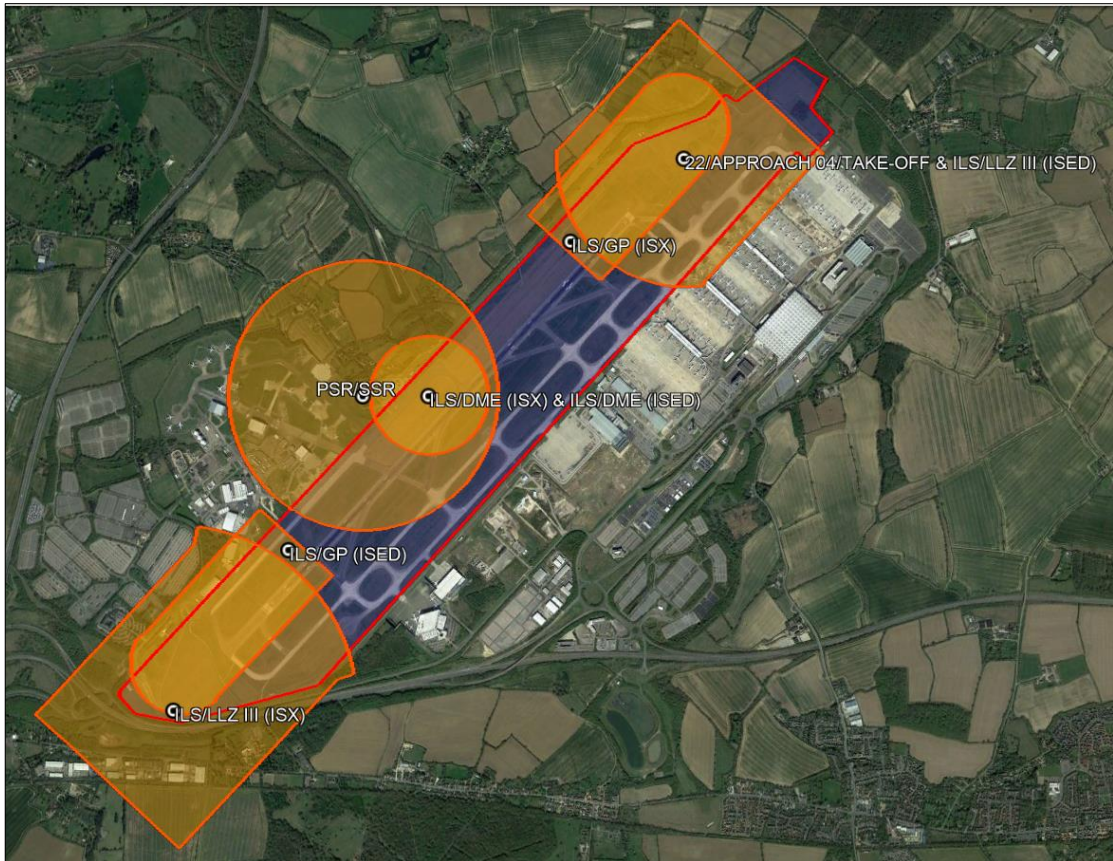 22/APPROACH 04/TAKE-OFF & ILS/LLZ III (ISED)
ILS/GP (ISX)
PSR/SSR
ILS/DME (ISX) & ILS/DME (ISED)
ILS/GP (ISED)
ILS/LLZ III (ISX)